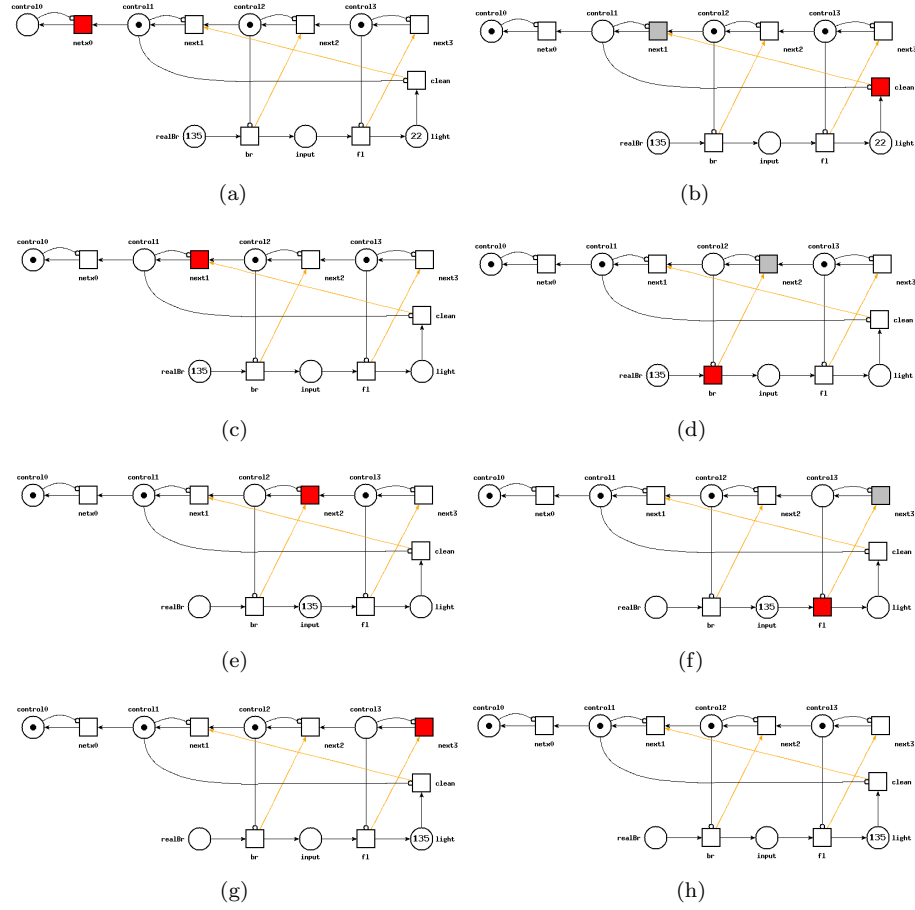 control0 control1 control2 control3
netx0 next1 next2 next3
clean
realBr 135 22 light
br input fl
(a)
control0 control1 control2 control3
netx0 next1 next2 next3
clean
realBr 135 22 light
br input fl
(b)
control0 control1 control2 control3
netx0 next1 next2 next3
clean
realBr 135 light
br input fl
(c)
control0 control1 control2 control3
netx0 next1 next2 next3
clean
realBr 135 light
br input fl
(d)
control0 control1 control2 control3
netx0 next1 next2 next3
clean
realBr 135 light
br input fl
(e)
control0 control1 control2 control3
netx0 next1 next2 next3
clean
realBr 135 light
br input fl
(f)
control0 control1 control2 control3
netx0 next1 next2 next3
clean
realBr 135 light
br input fl
(g)
control0 control1 control2 control3
netx0 next1 next2 next3
clean
realBr 135 light
br input fl
(h)